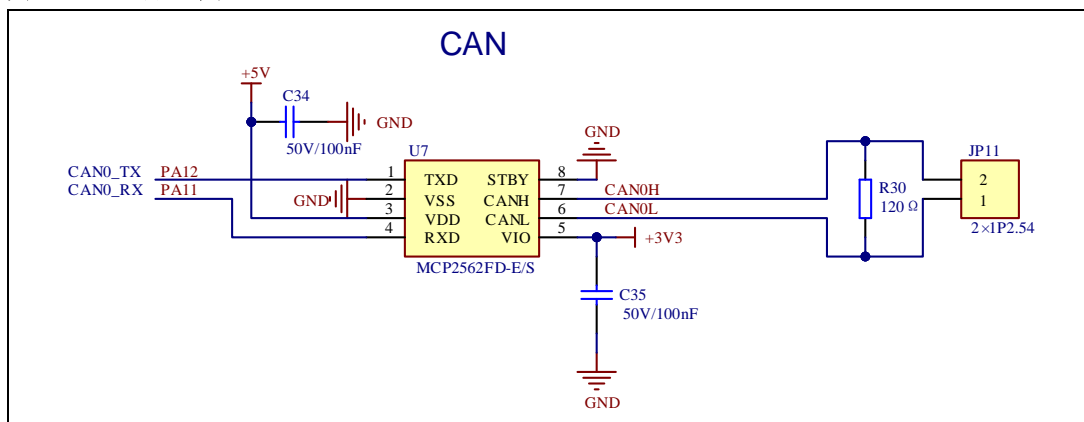 CAN
+5V
C34
GND
50V/100nF
GND
U7
JP11
CAN0_TX PA12
1 TXD STBY 8
CAN0_RX PA11
GND 2 VSS CANH 7 CAN0H
3 VDD CANL 6 CAN0L
4 RXD VIO 5
R30
120Ω
2
1
2×1P2.54
+3V3
MCP2562FD-E/S
C35
50V/100nF
GND